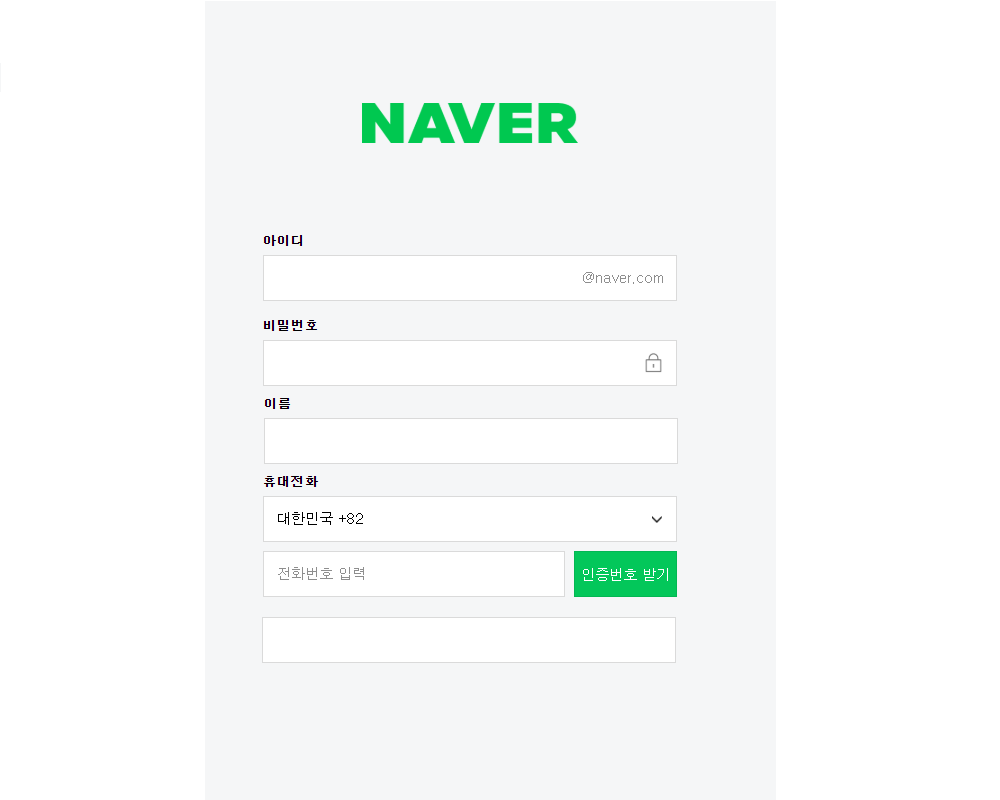 NAVER
아이디
@naver.com
비밀번호
이름
휴대전화
대한민국 +82
전화번호 입력
인증번호 받기